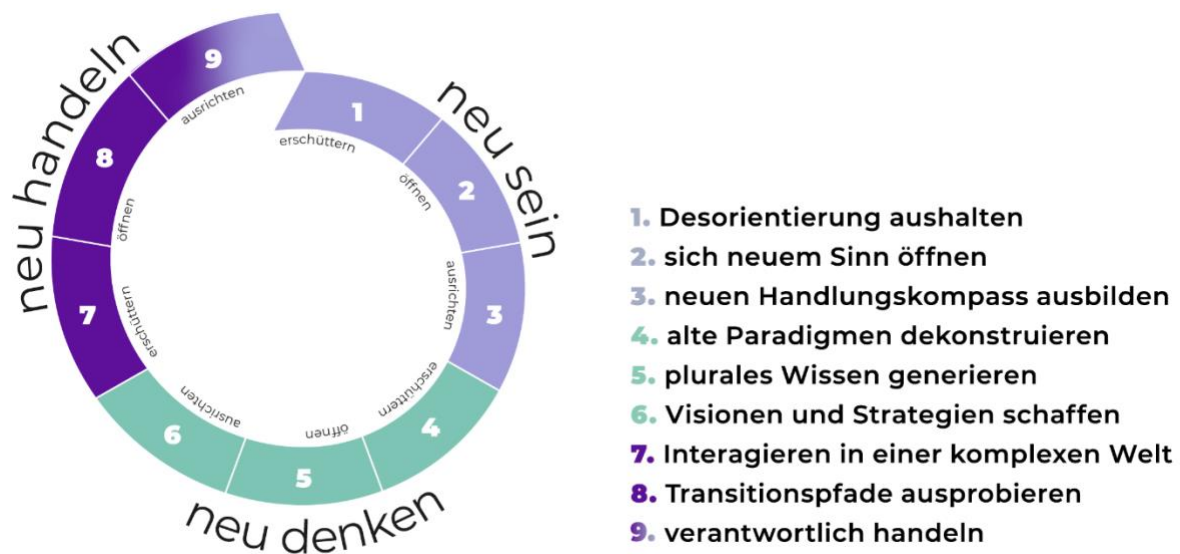 neu sein
1
erschüttern
2
öffnen
3
ausrichten
neu denken
4
erschüttern
5
öffnen
6
ausrichten
neu handeln
7
erschüttern
8
öffnen
9
ausrichten
1. Desorientierung aushalten
2. sich neuem Sinn öffnen
3. neuen Handlungskompass ausbilden
4. alte Paradigmen dekonstruieren
5. plurales Wissen generieren
6. Visionen und Strategien schaffen
7. Interagieren in einer komplexen Welt
8. Transitionspfade ausprobieren
9. verantwortlich handeln